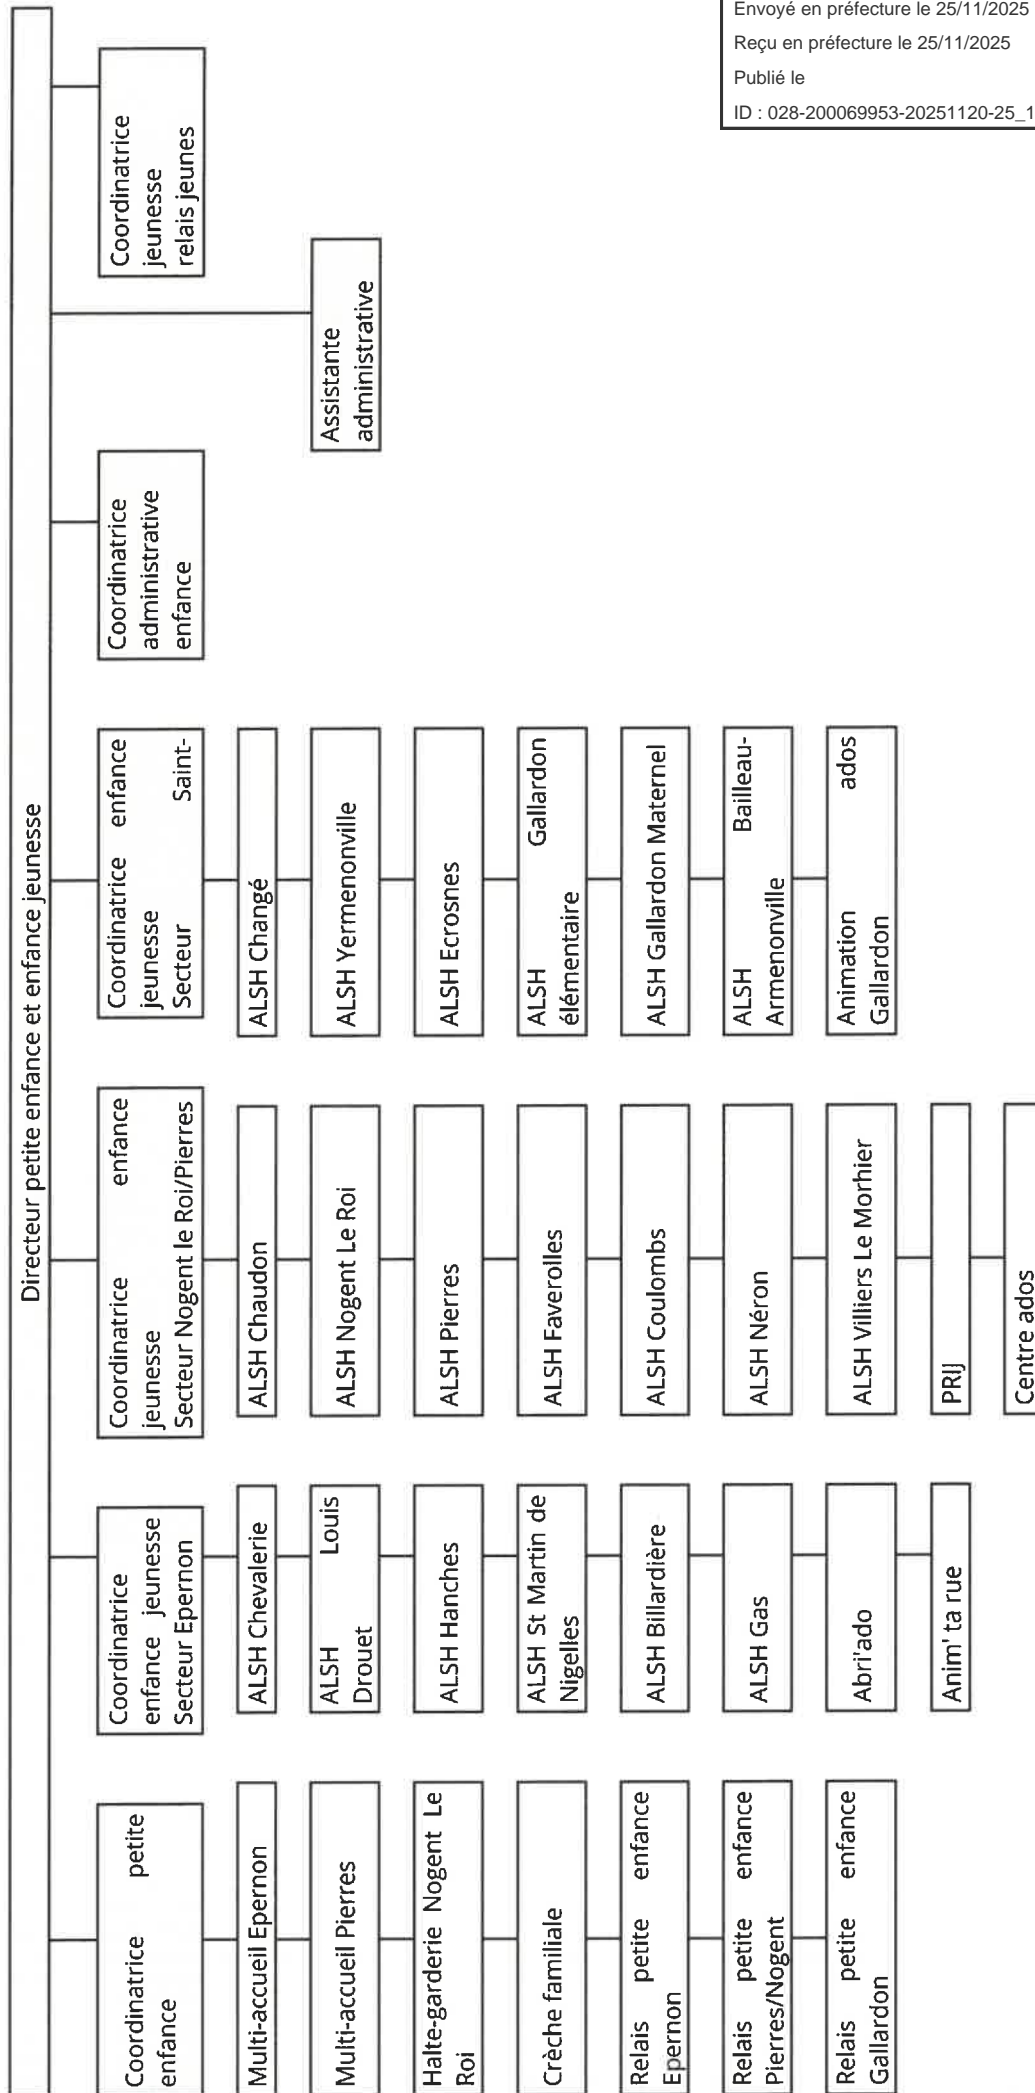 Envoyé en préfecture le 25/11/2025
Reçu en préfecture le 25/11/2025
Publié le
ID : 028-200069953-20251120-25_1
Directeur petite enfance et enfance jeunesse
Coordinatrice petite
enfance
Multi-accueil Epernon
Multi-accueil Pierres
Halte-garderie Nogent Le
Roi
Crèche familiale
Relais petite enfance
Epernon
Relais petite enfance
Pierres/Nogent
Relais petite enfance
Gallardon
Coordinatrice
enfance jeunesse
Secteur Epernon
ALSH Chevalerie
ALSH Louis
Drouet
ALSH Hanches
ALSH St Martin de
Nigelles
ALSH Billardière
ALSH Gas
Abri'ado
Anim' ta rue
Coordinatrice enfance
jeunesse
Secteur Nogent le Roi/Pierres
ALSH Chaudon
ALSH Nogent Le Roi
ALSH Pierres
ALSH Faverolles
ALSH Coulombs
ALSH Néron
ALSH Villiers Le Morhier
PRIJ
Centre ados
Coordinatrice enfance
jeunesse
Secteur Saint-
ALSH Changé
ALSH Yermenonville
ALSH Ecrosnes
ALSH Gallardon
élémentaire
ALSH Gallardon Maternel
ALSH Bailleau-
Armenonville
Animation ados
Gallardon
Coordinatrice
administrative
enfance
Assistante
administrative
Coordinatrice
jeunesse
relais jeunes